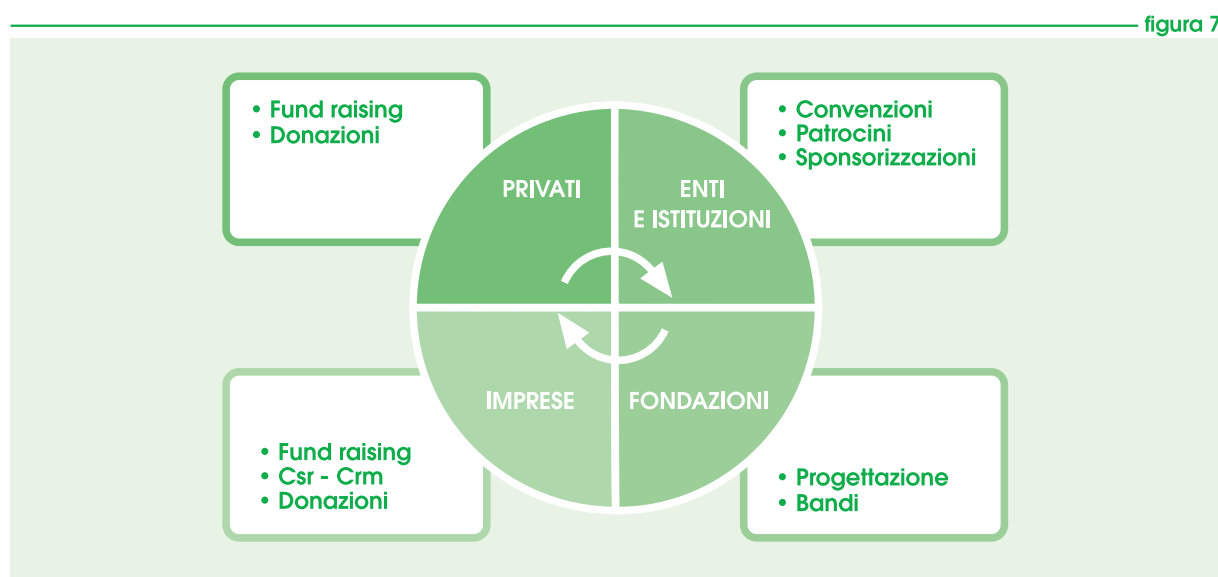 figura 7
• Fund raising
• Donazioni
• Convenzioni
• Patrocini
• Sponsorizzazioni
PRIVATI
ENTI
E ISTITUZIONI
IMPRESE
FONDAZIONI
• Fund raising
• Csr - Crm
• Donazioni
• Progettazione
• Bandi